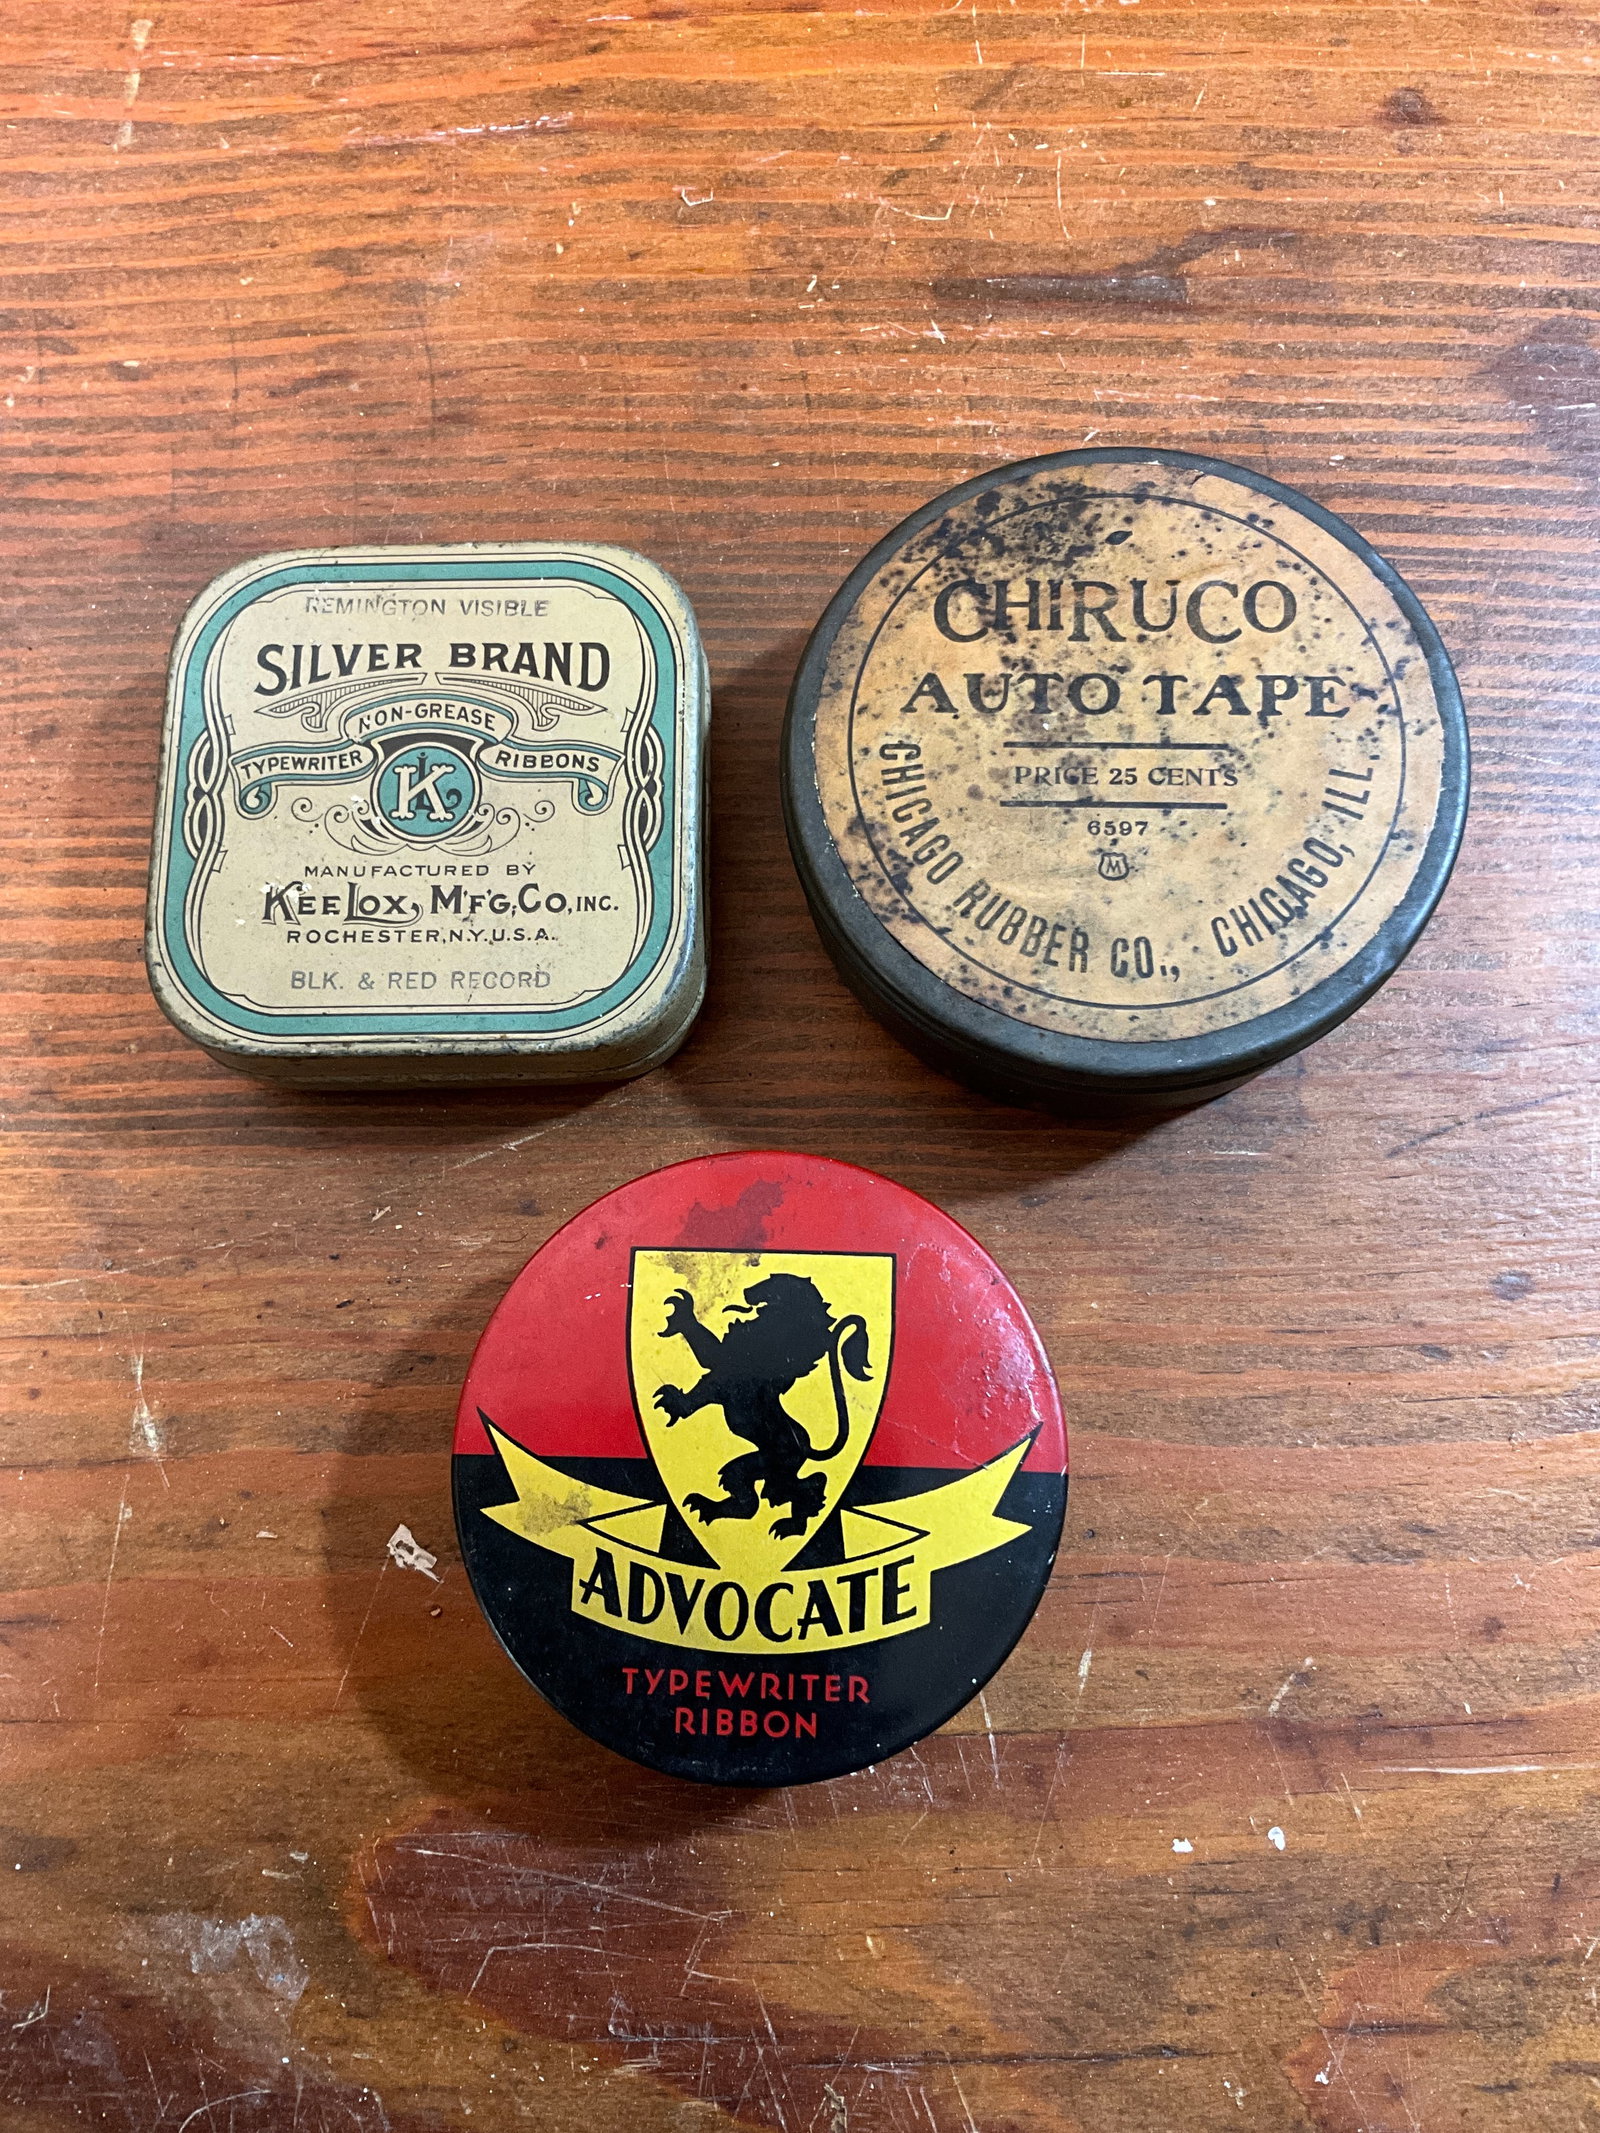 REMINGTON VISIBLE
SILVER BRAND
NON-GREASE
TYPEWRITER RIBBONS
K
MANUFACTURED BY
KEE LOX, M'F'G, CO, INC.
ROCHESTER, N.Y. U.S.A.
BLK. & RED RECORD
CHIRUCO
AUTO TAPE
PRICE 25 CENTS
6597
M
CHICAGO RUBBER CO., CHICAGO, ILL.
ADVOCATE
TYPEWRITER
RIBBON